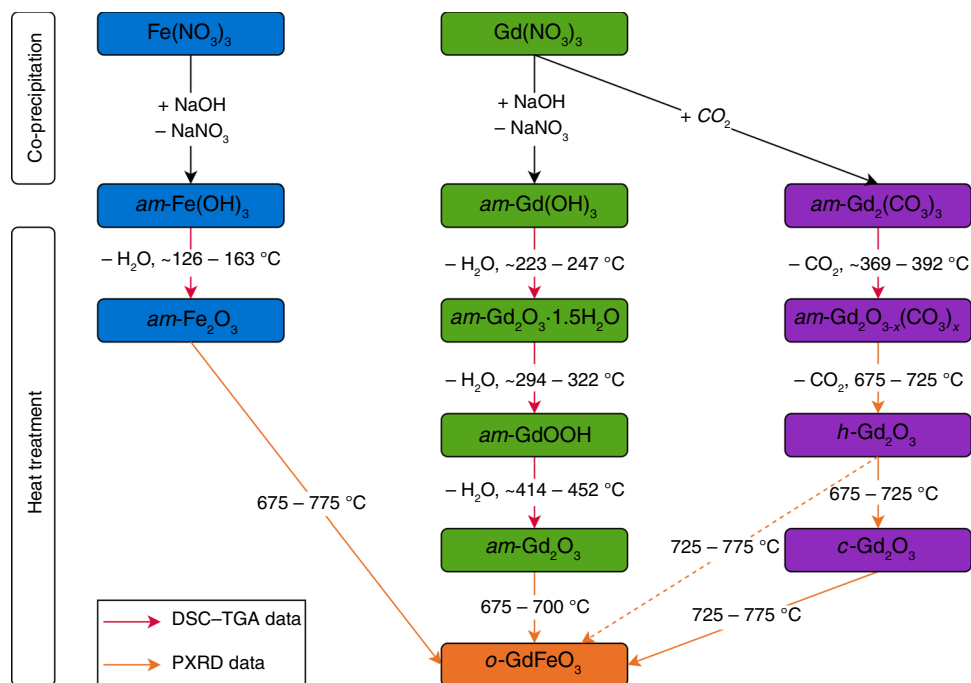 Co-precipitation
Fe(NO₃)₃
Gd(NO₃)₃
+ NaOH
– NaNO₃
+ NaOH
– NaNO₃
+ CO₂
am-Fe(OH)₃
am-Gd(OH)₃
am-Gd₂(CO₃)₃
Heat treatment
– H₂O, ~126 – 163 °C
– H₂O, ~223 – 247 °C
– CO₂, ~369 – 392 °C
am-Fe₂O₃
am-Gd₂O₃·1.5H₂O
am-Gd₂O₃₋ₓ(CO₃)ₓ
– H₂O, ~294 – 322 °C
– CO₂, 675 – 725 °C
am-GdOOH
h-Gd₂O₃
675 – 775 °C
– H₂O, ~414 – 452 °C
675 – 725 °C
am-Gd₂O₃
725 – 775 °C
c-Gd₂O₃
675 – 700 °C
725 – 775 °C
o-GdFeO₃
DSC–TGA data
PXRD data